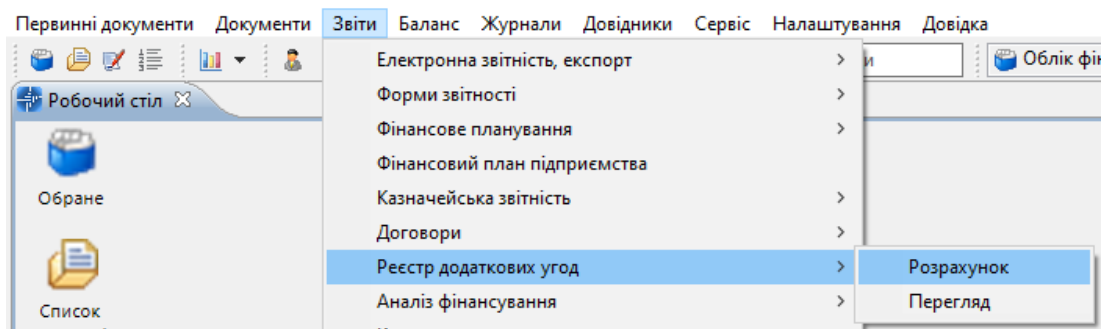 Первинні документи Документи Звіти Баланс Журнали Довідники Сервіс Налаштування Довідка
Облік
Робочий стіл
Обране
Список
Електронна звітність, експорт
Форми звітності
Фінансове планування
Фінансовий план підприємства
Казначейська звітність
Договори
Реєстр додаткових угод
Аналіз фінансування
Розрахунок
Перегляд